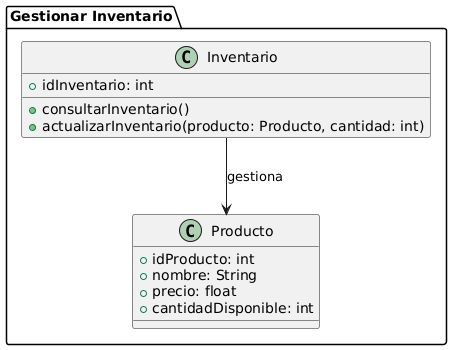 Gestionar Inventario
C Inventario
idInventario: int
consultarInventario()
actualizarInventario(producto: Producto, cantidad: int)
gestiona
C Producto
idProducto: int
nombre: String
precio: float
cantidadDisponible: int